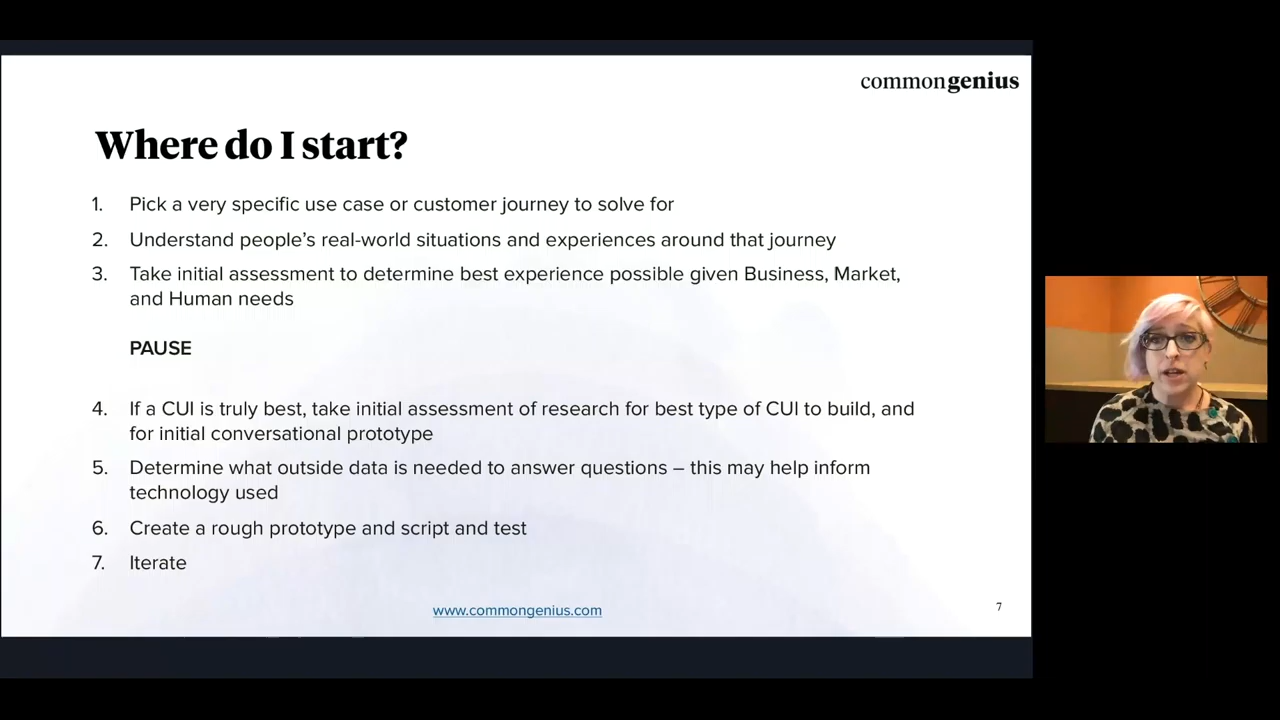 commongenius
Where do I start?
1. Pick a very specific use case or customer journey to solve for
2. Understand people’s real-world situations and experiences around that journey
3. Take initial assessment to determine best experience possible given Business, Market,
and Human needs
PAUSE
4. If a CUI is truly best, take initial assessment of research for best type of CUI to build, and
for initial conversational prototype
5. Determine what outside data is needed to answer questions – this may help inform
technology used
6. Create a rough prototype and script and test
7. Iterate
www.commongenius.com
7